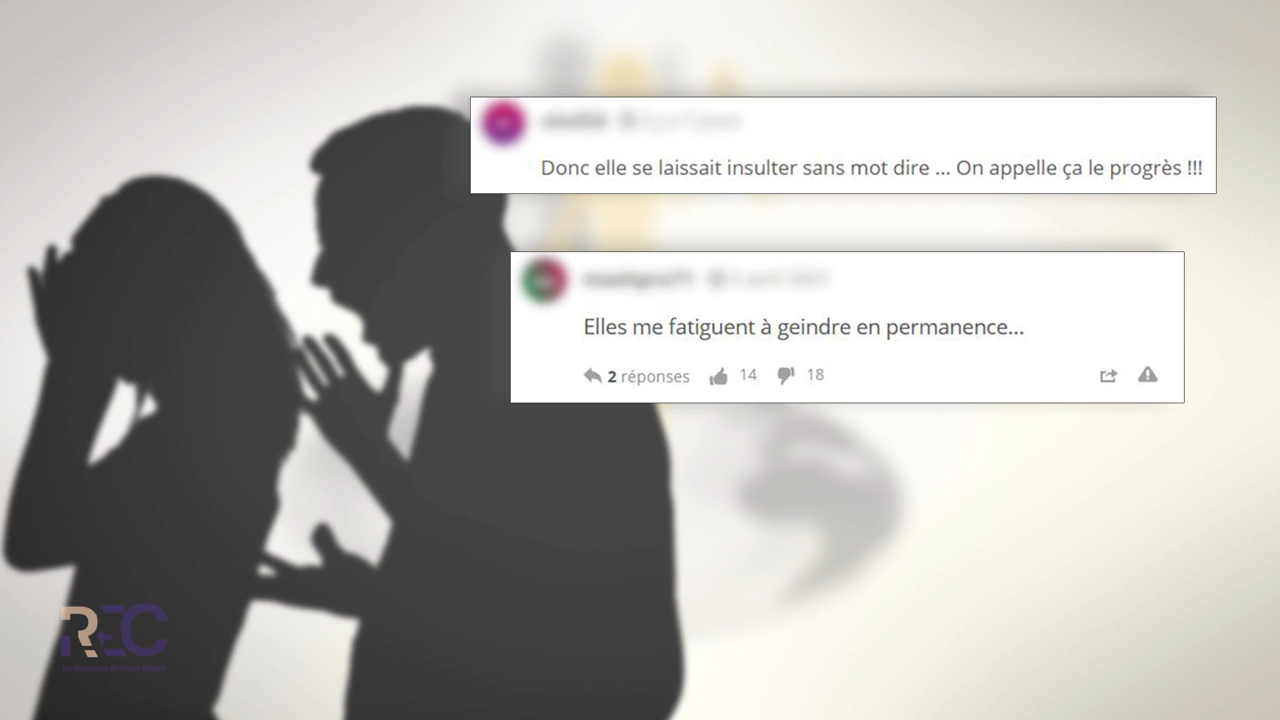 Donc elle se laissait insulter sans mot dire ... On appelle ça le progrès !!!
Elles me fatiguent à geindre en permanence...
2 réponses 14 18
REC